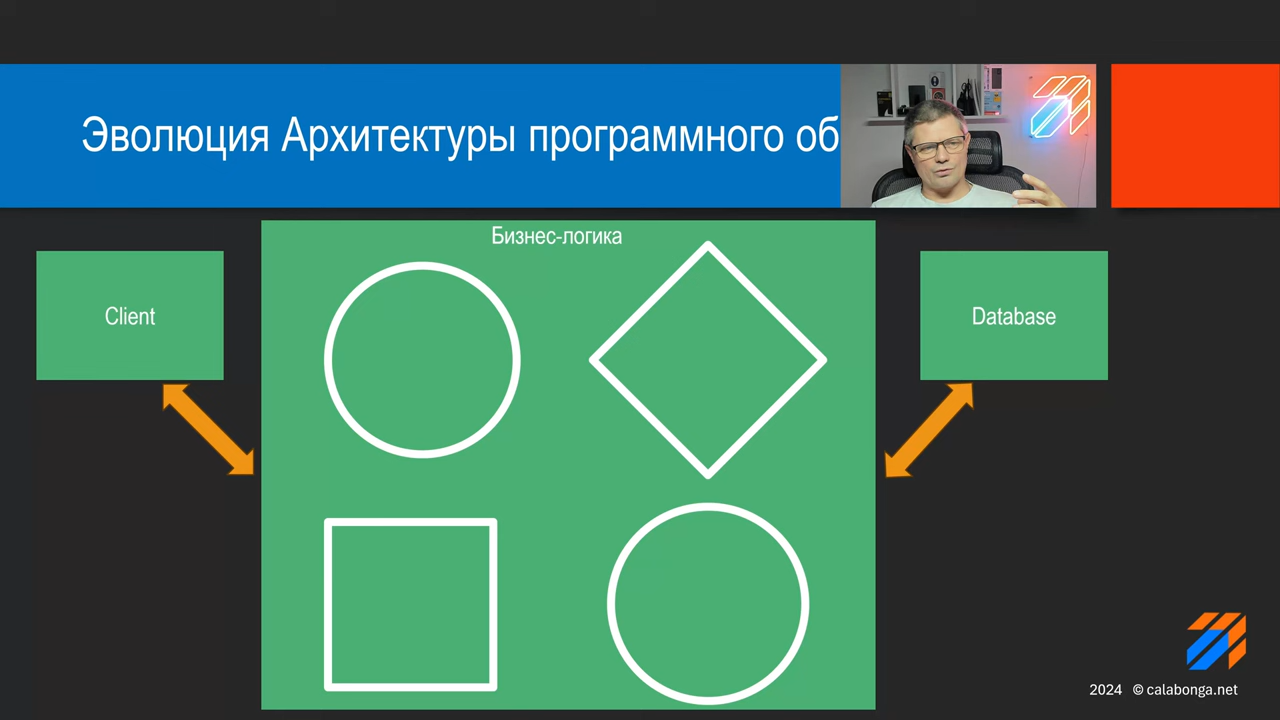 Эволюция Архитектуры программного об
Бизнес-логика
Client
Database
2024 © calabonga.net